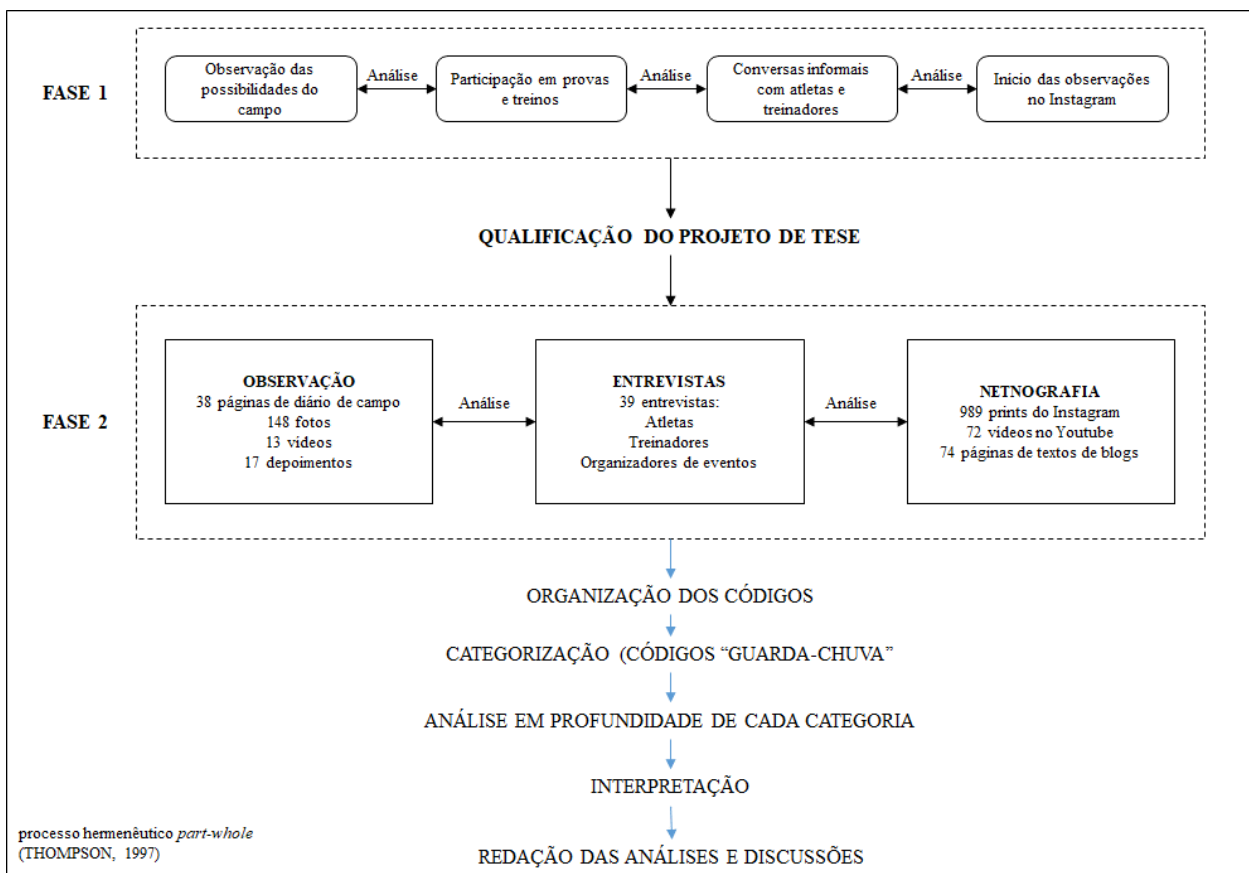 FASE 1
Observação das
possibilidades do
campo
Análise
Participação em provas
e treinos
Análise
Conversas informais
com atletas e
treinadores
Análise
Inicio das observações
no Instagram
QUALIFICAÇÃO DO PROJETO DE TESE
FASE 2
OBSERVAÇÃO
38 páginas de diário de campo
148 fotos
13 vídeos
17 depoimentos
Análise
ENTREVISTAS
39 entrevistas:
Atletas
Treinadores
Organizadores de eventos
Análise
NETNOGRAFIA
989 prints do Instagram
72 vídeos no Youtube
74 páginas de textos de blogs
ORGANIZAÇÃO DOS CÓDIGOS
CATEGORIZAÇÃO (CÓDIGOS “GUARDA-CHUVA”
ANÁLISE EM PROFUNDIDADE DE CADA CATEGORIA
INTERPRETAÇÃO
REDAÇÃO DAS ANÁLISES E DISCUSSÕES
processo hermenêutico part-whole
(THOMPSON, 1997)